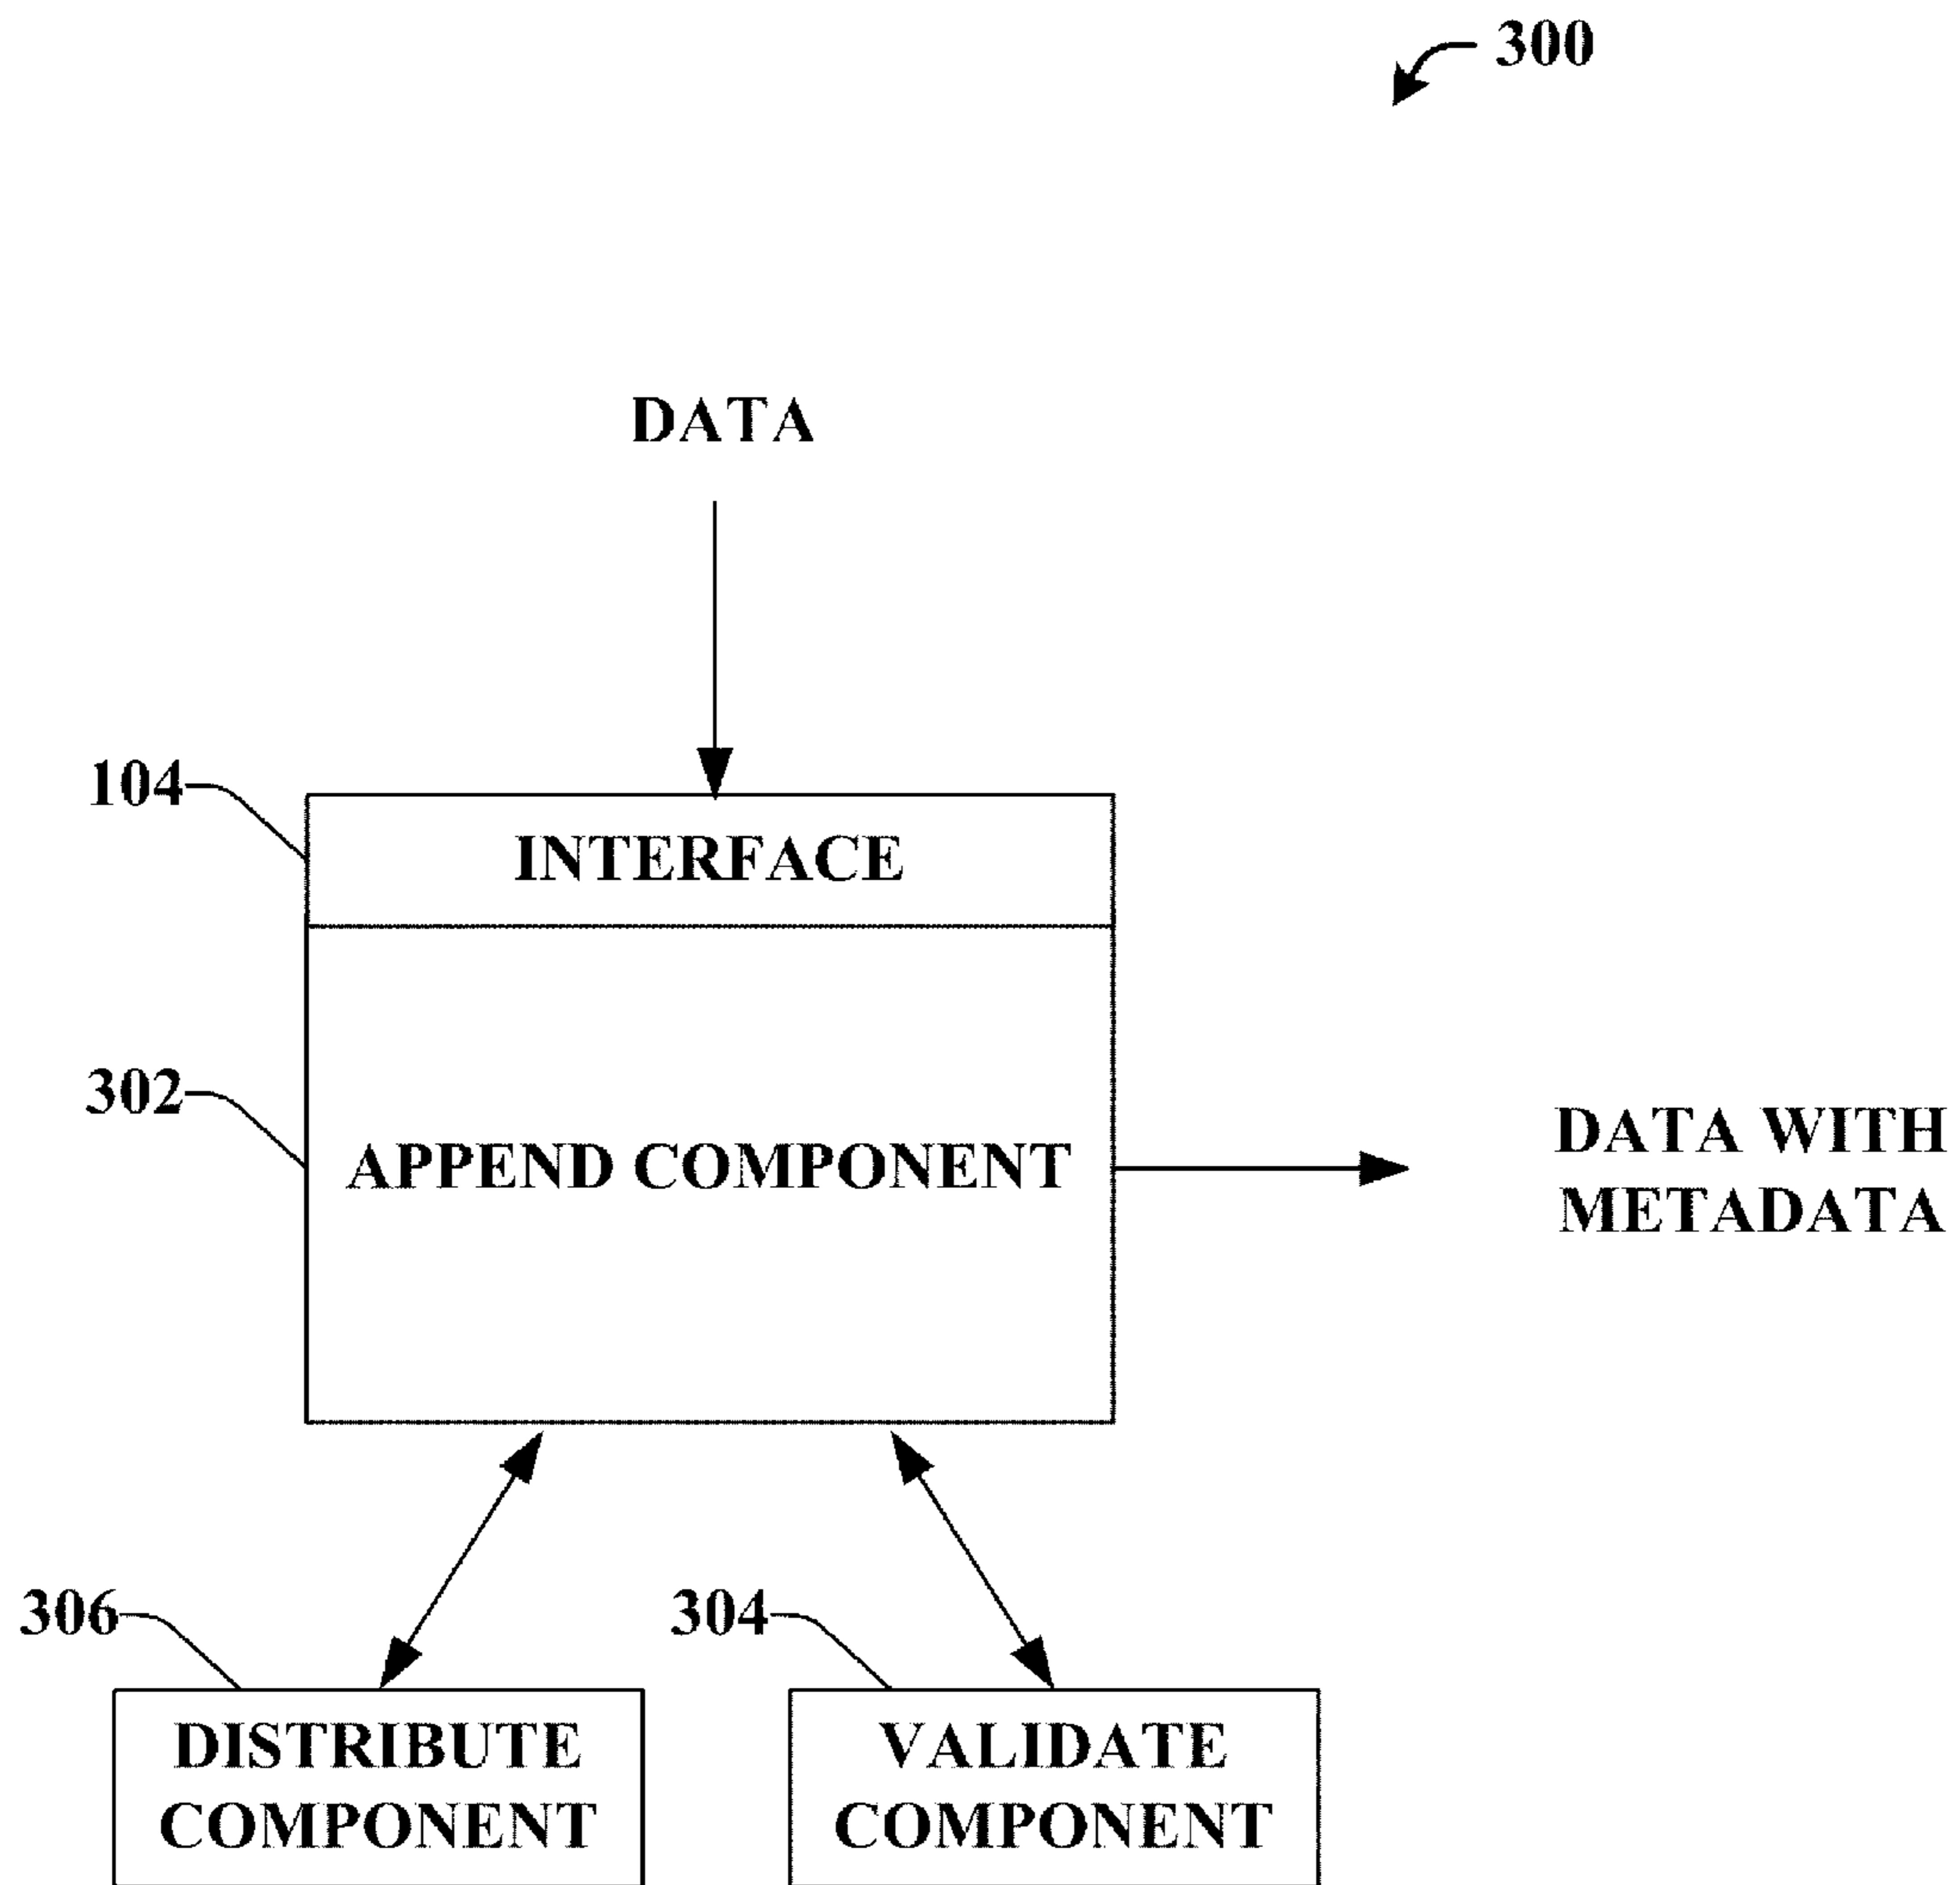 300
DATA
104
INTERFACE
302
APPEND COMPONENT
DATA WITH
METADATA
306
304
DISTRIBUTE
COMPONENT
VALIDATE
COMPONENT